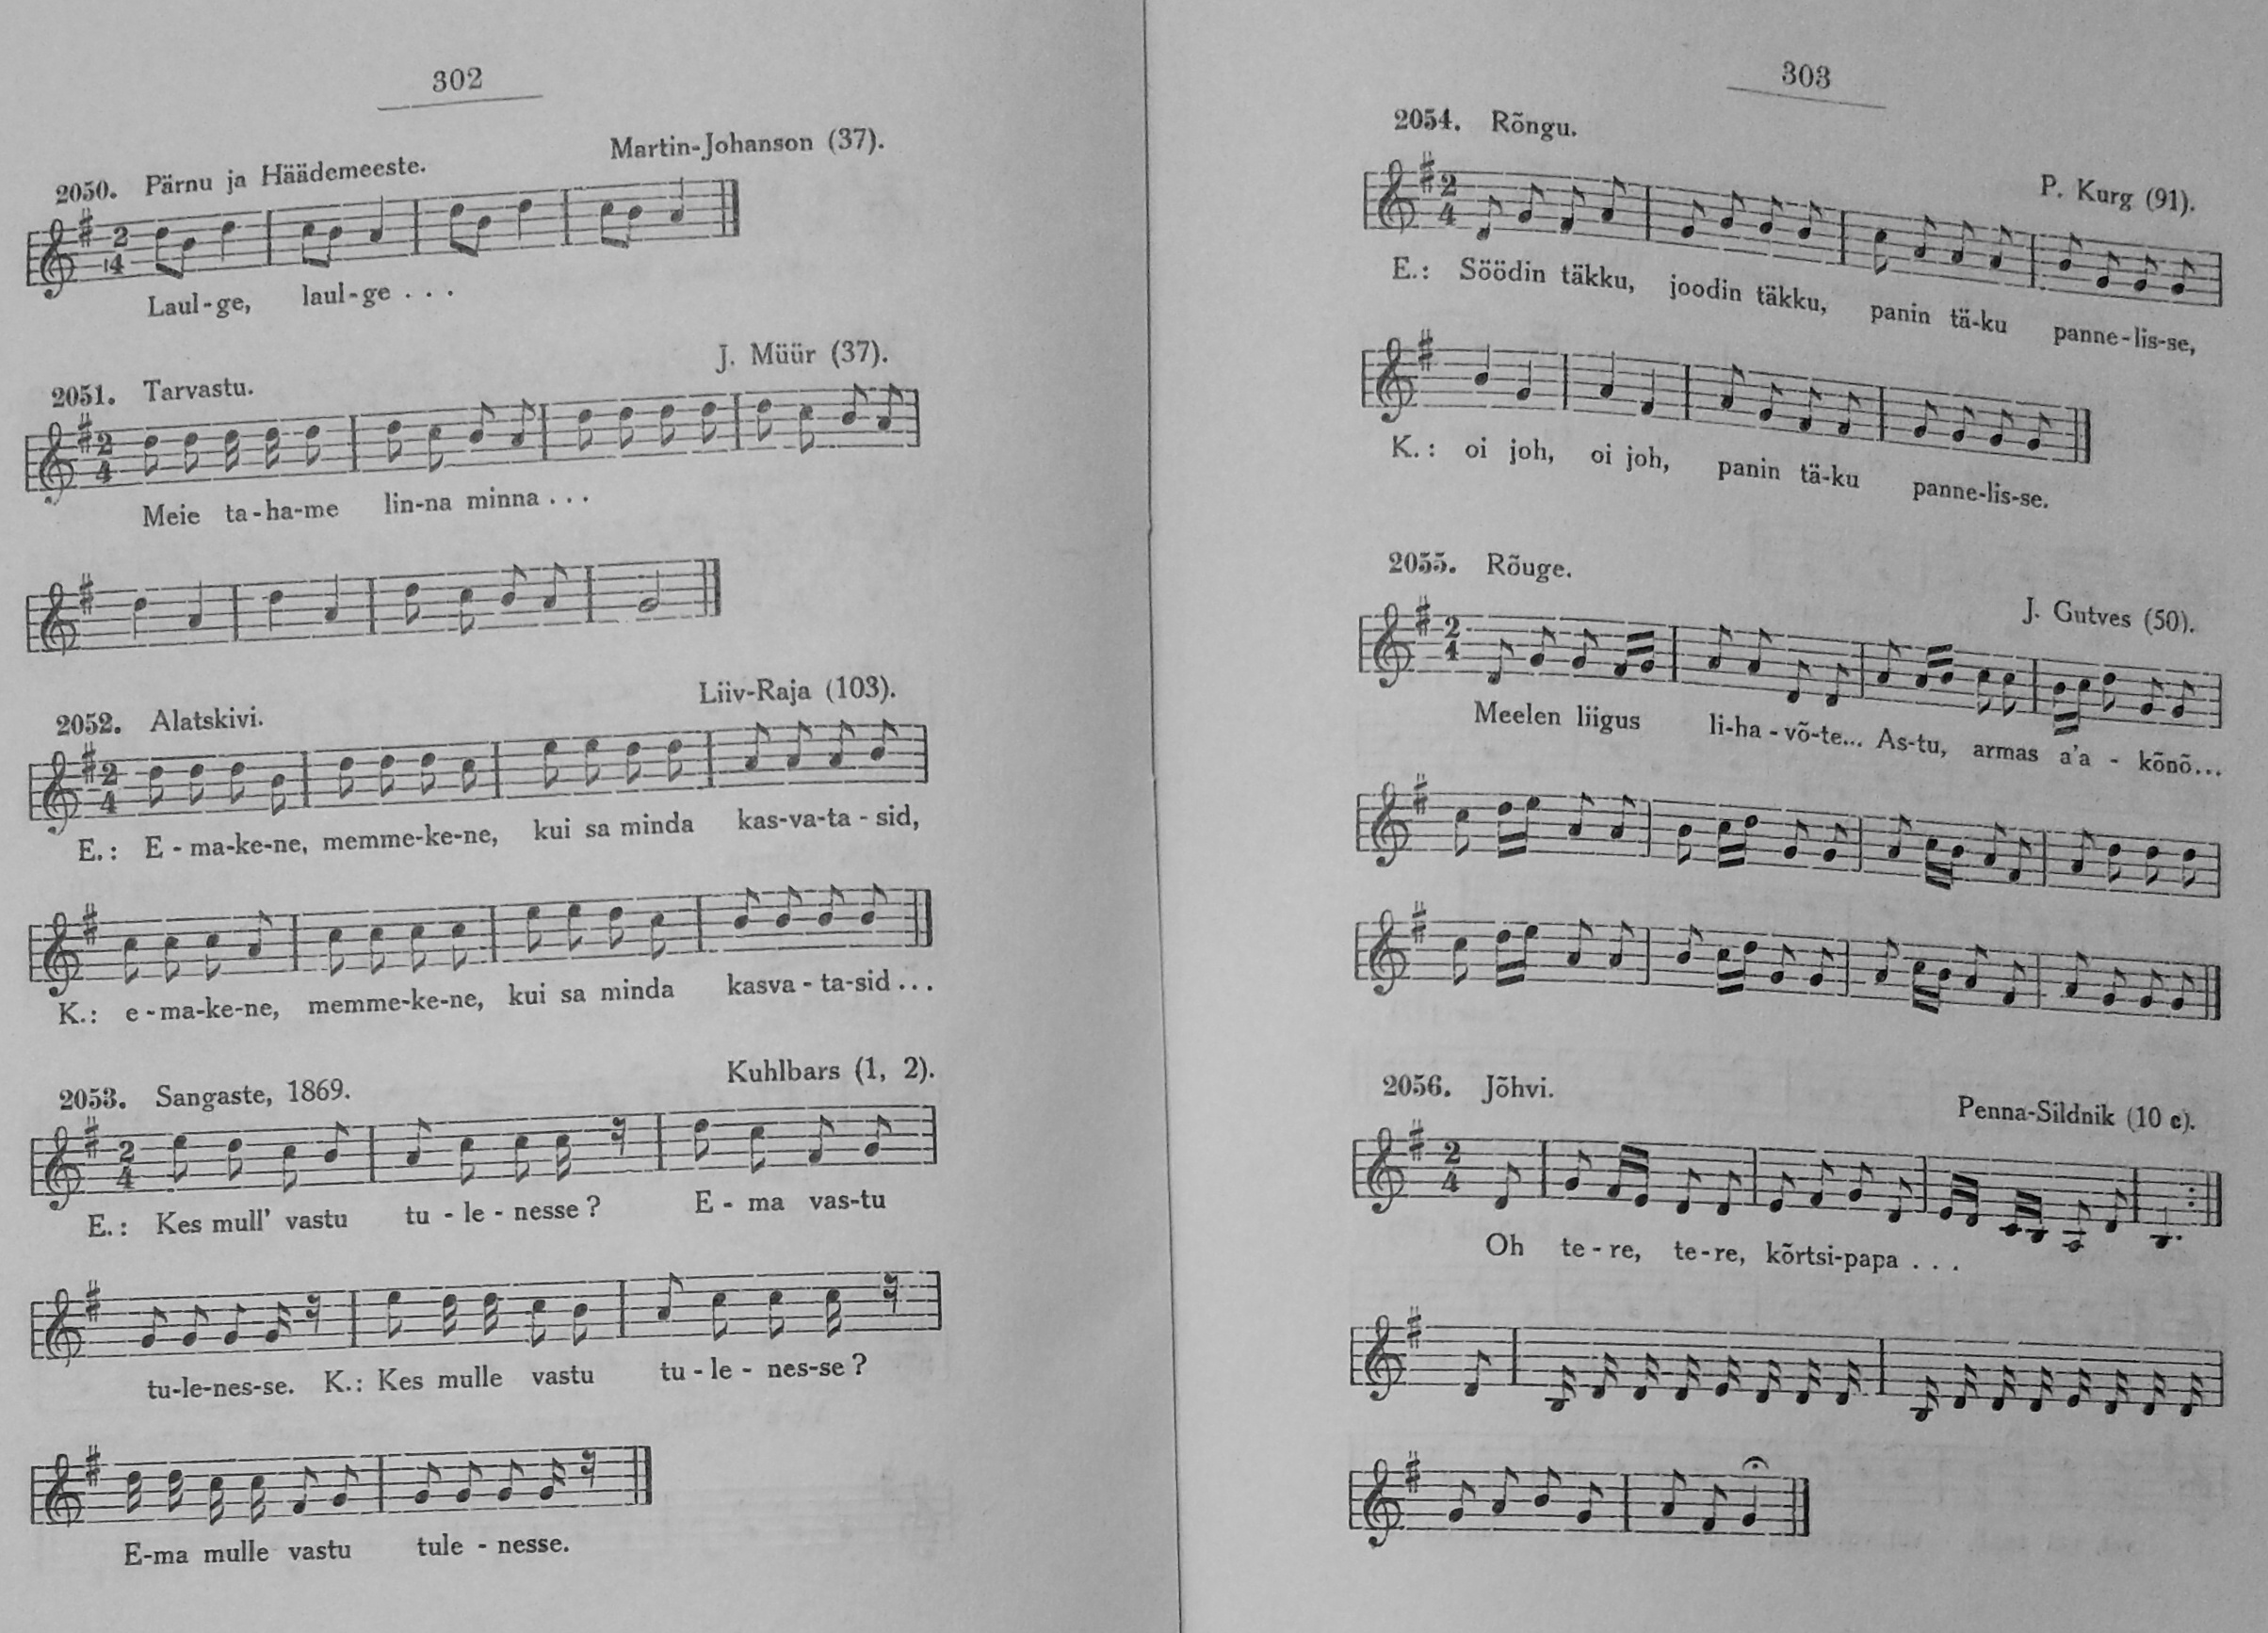 302
2050. Pärnu ja Häädemeeste. Martin-Johanson (37).
2 4
Laul-ge, laul-ge . . .
2051. Tarvastu. J. Müür (37).
2 4
Meie ta-ha-me lin-na minna . . .
2052. Alatskivi. Liiv-Raja (103).
2 4
E.: E-ma-ke-ne, memme-ke-ne, kui sa minda kas-va-ta-sid,
K.: e-ma-ke-ne, memme-ke-ne, kui sa minda kasva-ta-sid . . .
2053. Sangaste, 1869. Kuhlbars (1, 2).
2 4
E.: Kes mull' vastu tu-le-nesse? E-ma vas-tu
tu-le-nes-se. K.: Kes mulle vastu tu-le-nes-se?
E-ma mulle vastu tule-nesse.
303
2054. Rõngu. P. Kurg (91).
2 4
E.: Söödin täkku, joodin täkku, panin tä-ku panne-lis-se,
K.: oi joh, oi joh, panin tä-ku panne-lis-se.
2055. Rõuge. J. Gutves (50).
2 4
Meelen liigus li-ha-võ-te... As-tu, armas a'a-kõnõ...
2056. Jõhvi. Penna-Sildnik (10 c).
2 4
Oh te-re, te-re, kõrtsi-papa . . .